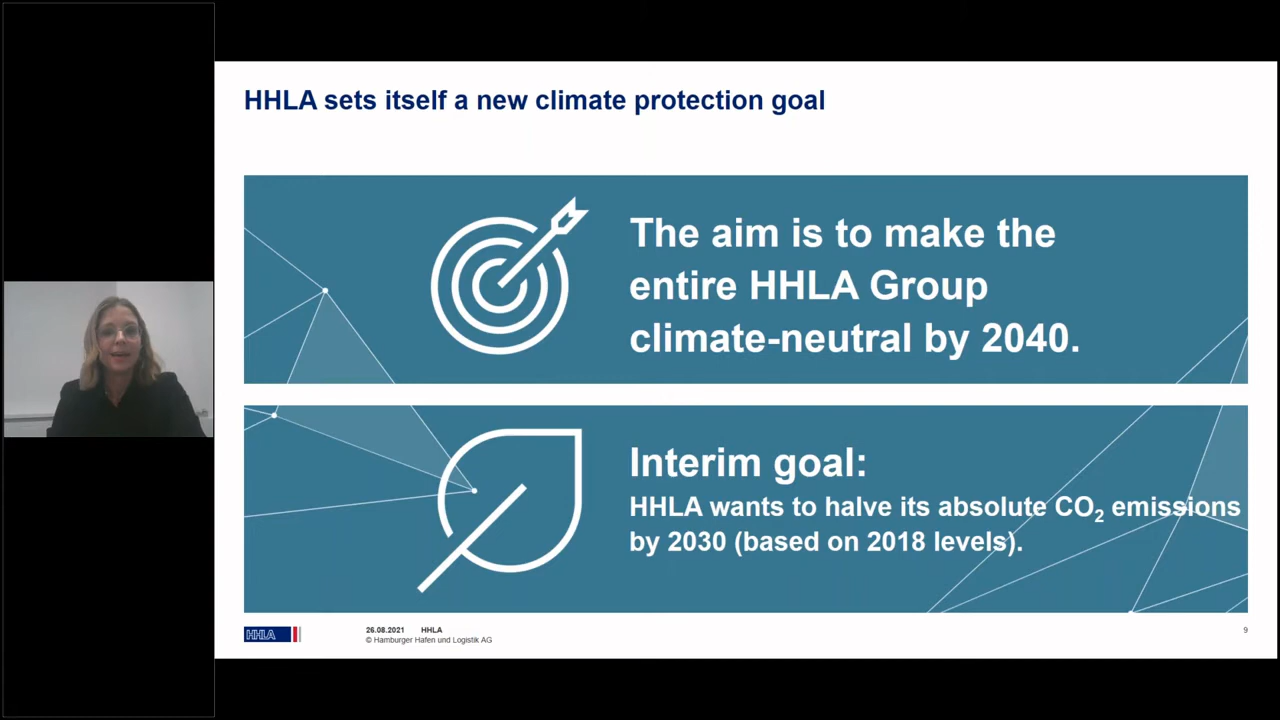 HHLA sets itself a new climate protection goal
The aim is to make the
entire HHLA Group
climate-neutral by 2040.
Interim goal:
HHLA wants to halve its absolute CO₂ emissions
by 2030 (based on 2018 levels).
HHLA
26.08.2021 HHLA
© Hamburger Hafen und Logistik AG
9